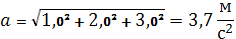 a = √(1,0² + 2,0² + 3,0²) = 3,7 м/с²